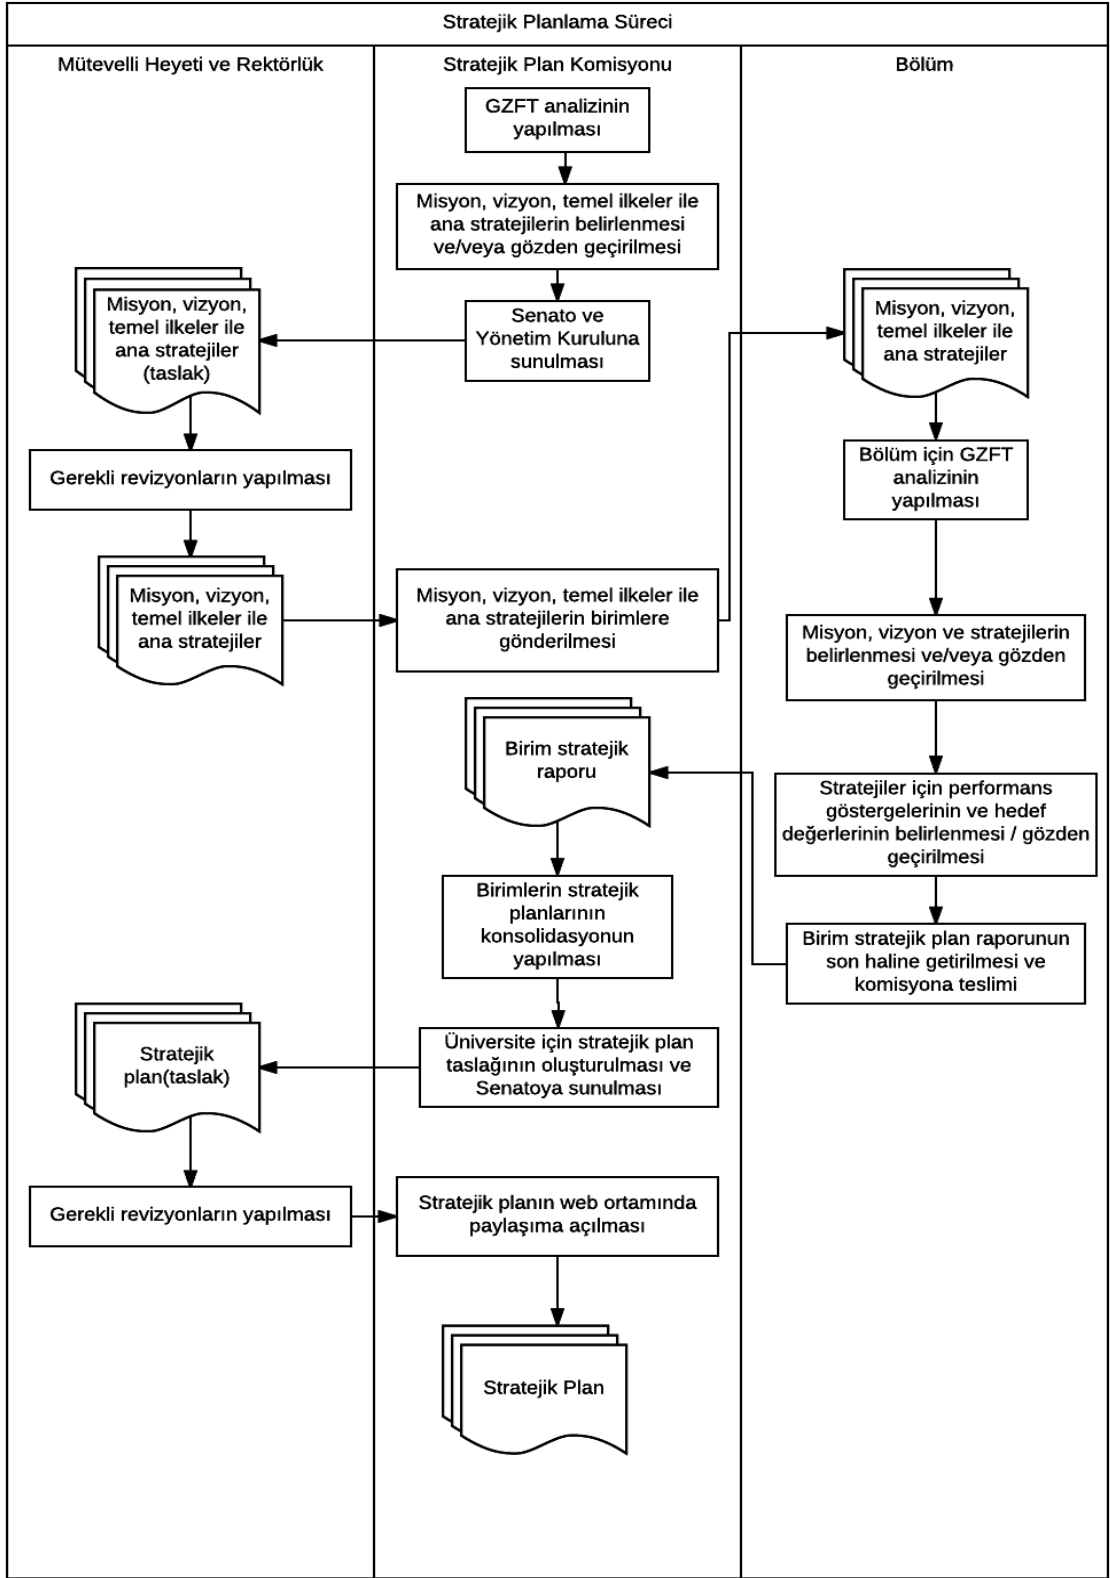 Stratejik Planlama Süreci
Mütevelli Heyeti ve Rektörlük
Stratejik Plan Komisyonu
Bölüm
GZFT analizinin
yapılması
Misyon, vizyon, temel ilkeler ile
ana stratejilerin belirlenmesi
ve/veya gözden geçirilmesi
Senato ve
Yönetim Kuruluna
sunulması
Misyon, vizyon,
temel ilkeler ile
ana stratejiler
(taslak)
Gerekli revizyonların yapılması
Misyon, vizyon,
temel ilkeler ile
ana stratejiler
Misyon, vizyon, temel ilkeler ile
ana stratejilerin birimlere
gönderilmesi
Misyon, vizyon,
temel ilkeler ile
ana stratejiler
Bölüm için GZFT
analizinin
yapılması
Misyon, vizyon ve stratejilerin
belirlenmesi ve/veya gözden
geçirilmesi
Stratejiler için performans
göstergelerinin ve hedef
değerlerinin belirlenmesi / gözden
geçirilmesi
Birim stratejik plan raporunun
son haline getirilmesi ve
komisyona teslimi
Birim stratejik
raporu
Birimlerin stratejik
planlarının
konsolidasyonun
yapılması
Üniversite için stratejik plan
taslağının oluşturulması ve
Senatoya sunulması
Stratejik
plan(taslak)
Gerekli revizyonların yapılması
Stratejik planın web ortamında
paylaşıma açılması
Stratejik Plan